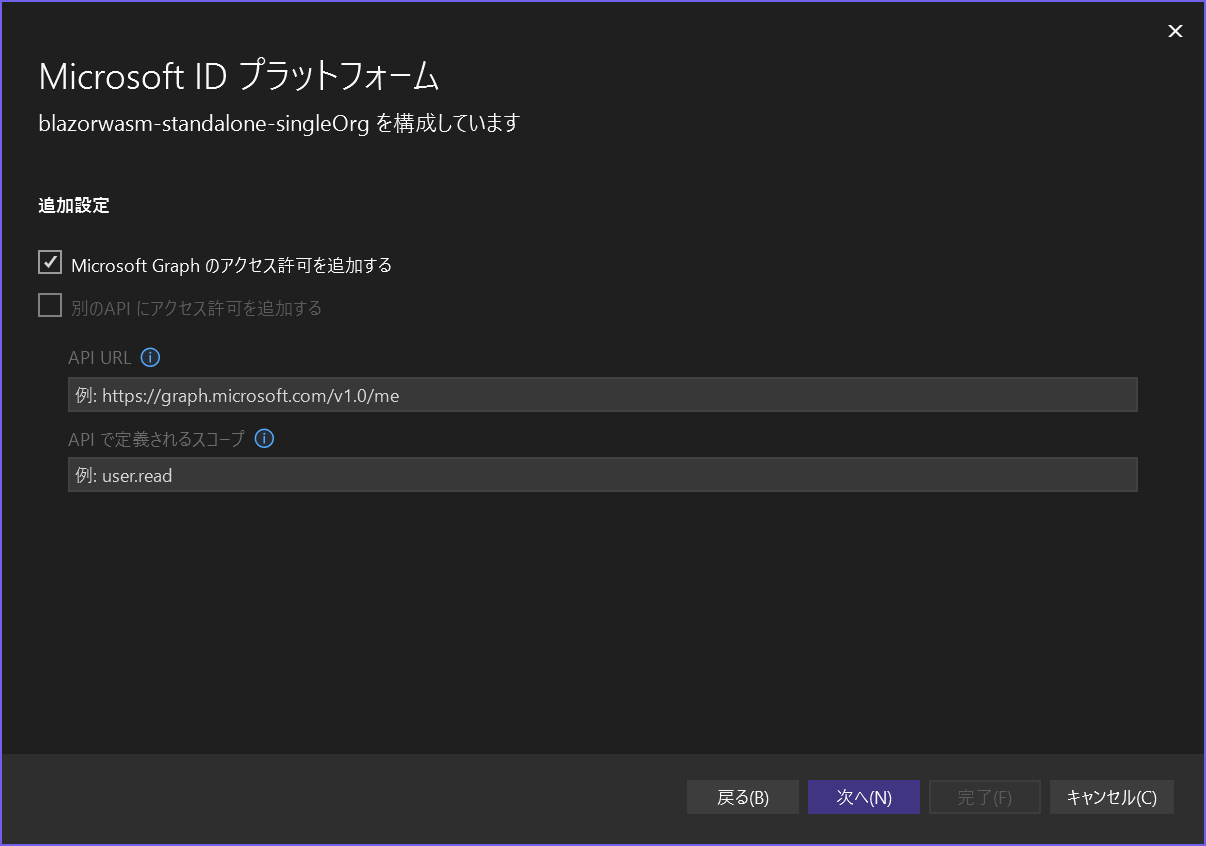 Microsoft ID プラットフォーム
blazorwasm-standalone-singleOrg を構成しています
追加設定
Microsoft Graph のアクセス許可を追加する
別のAPI にアクセス許可を追加する
API URL
例: https://graph.microsoft.com/v1.0/me
API で定義されるスコープ
例: user.read
戻る(B) 次へ(N) 完了(F) キャンセル(C)